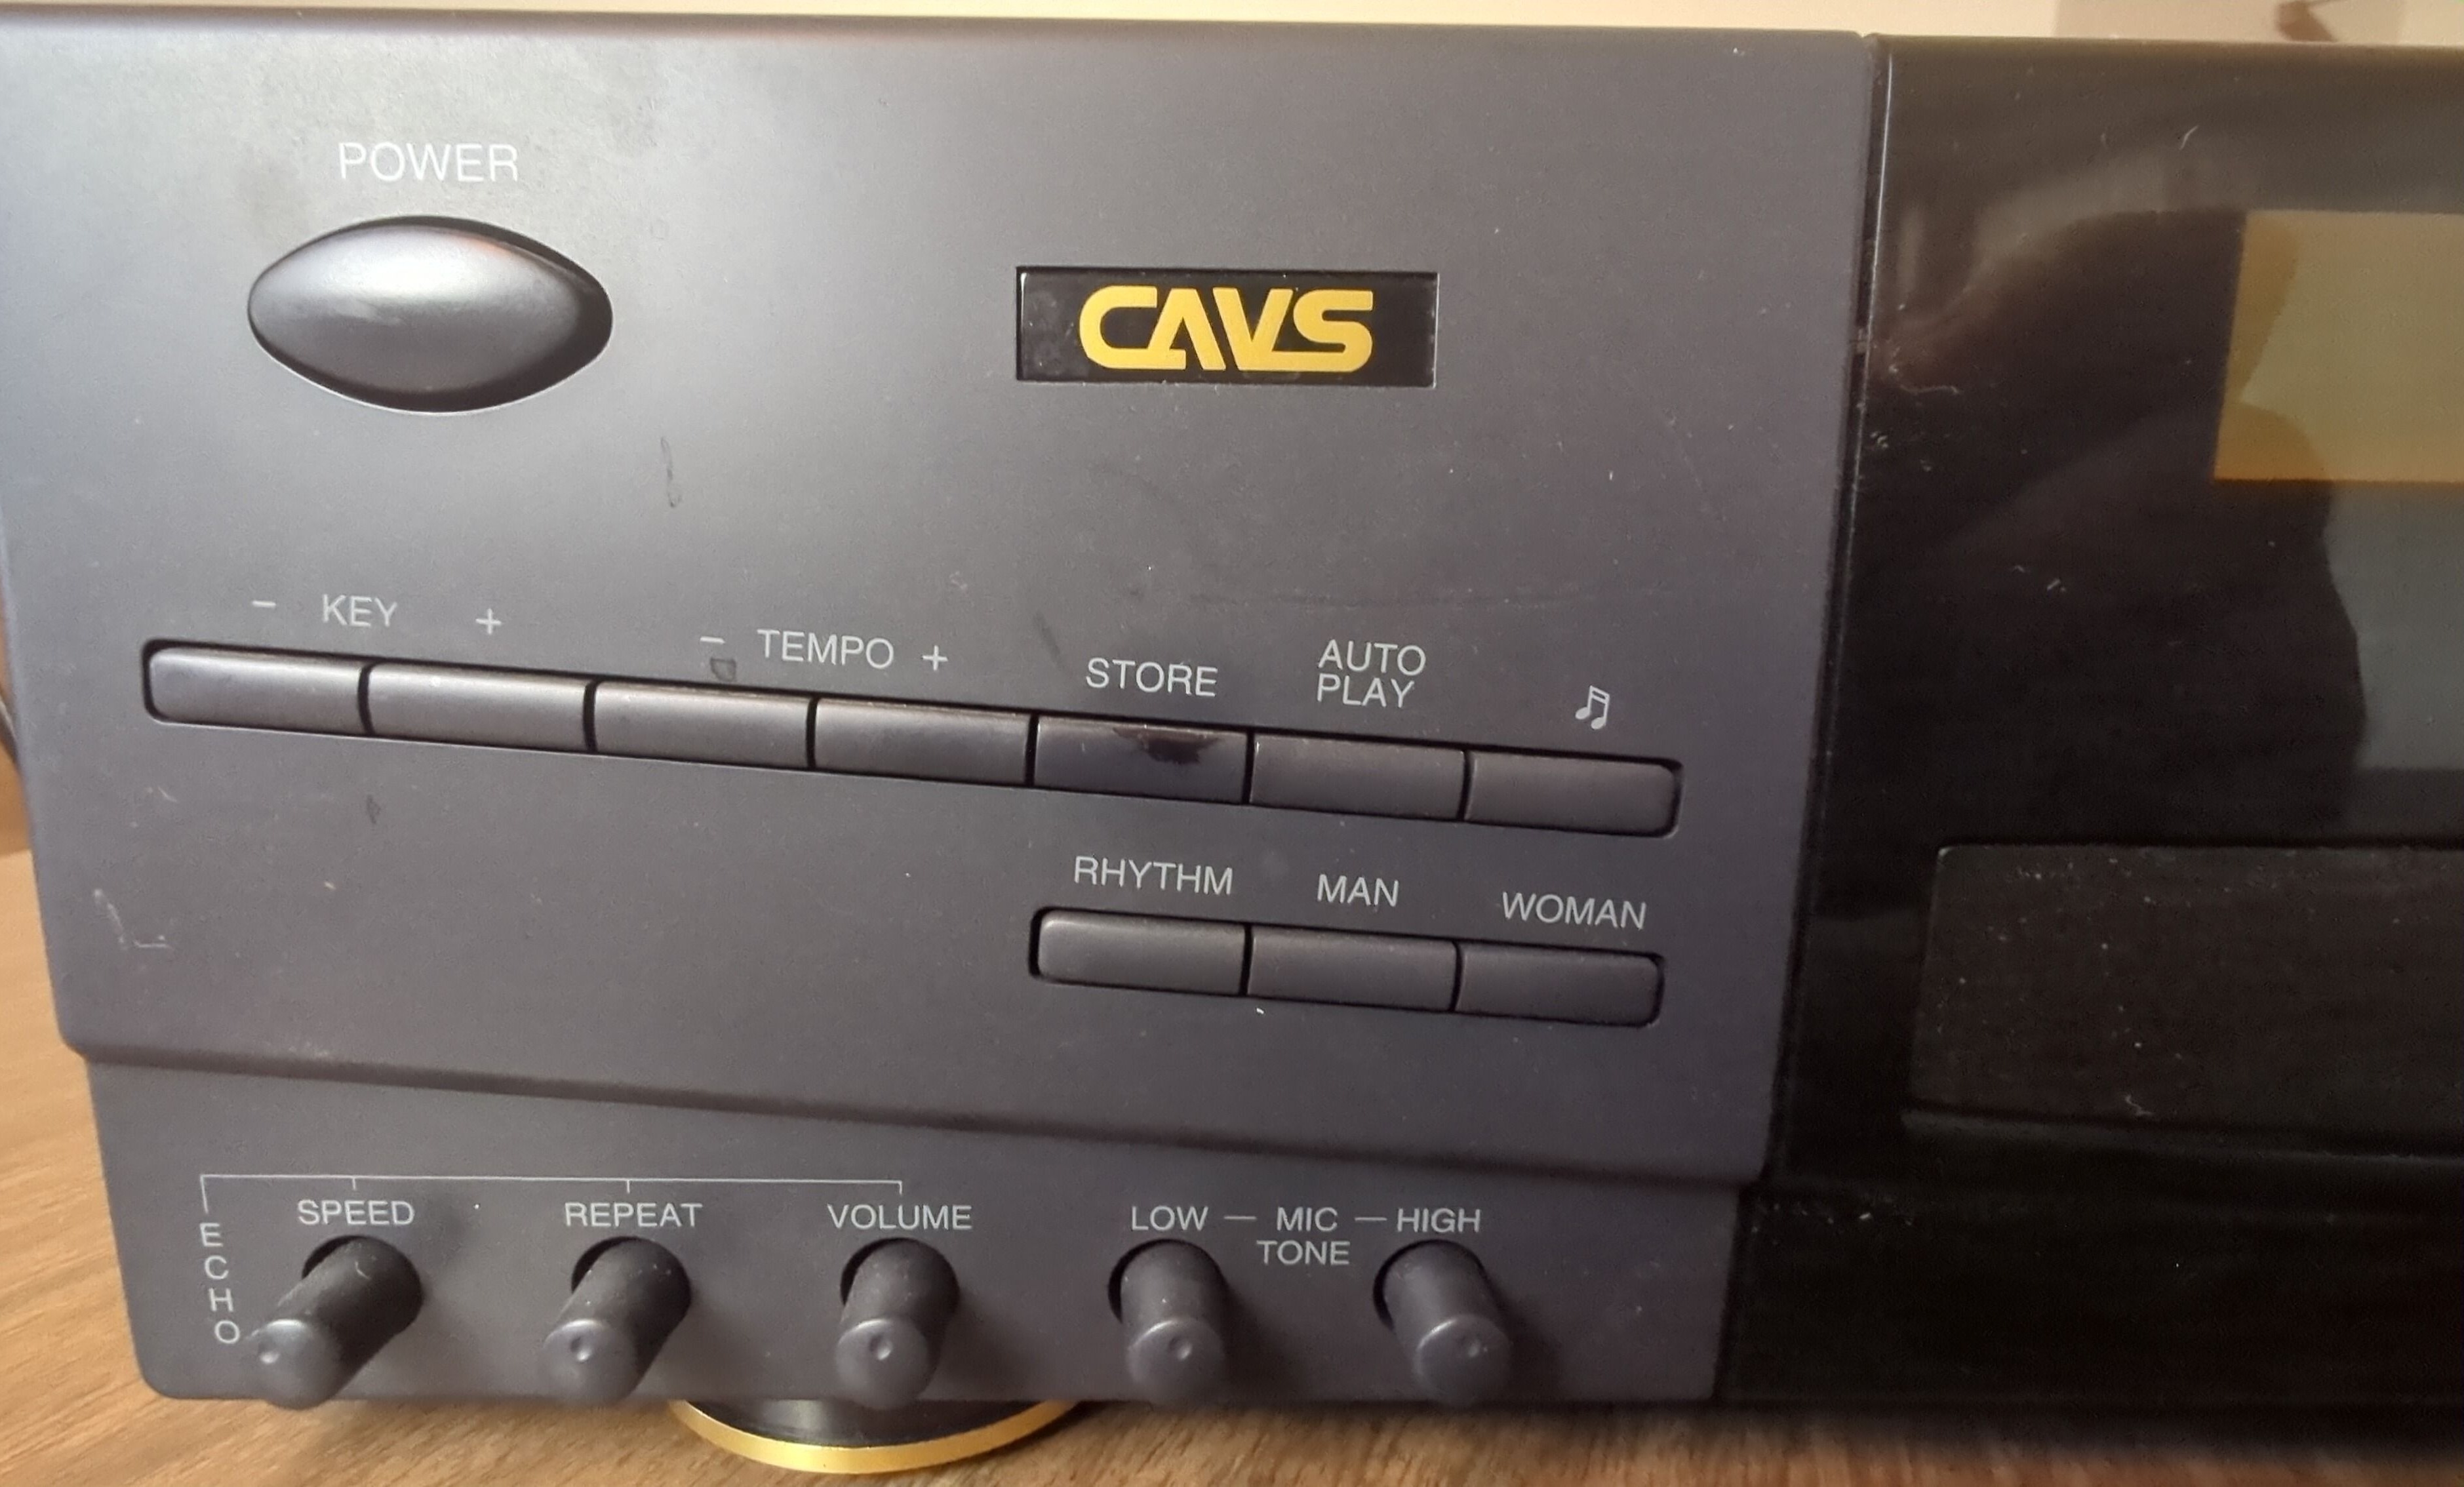 POWER
CAVS
- KEY +
- TEMPO +
STORE
AUTO
PLAY
RHYTHM
MAN
WOMAN
ECHO
SPEED
REPEAT
VOLUME
LOW — MIC — HIGH
TONE